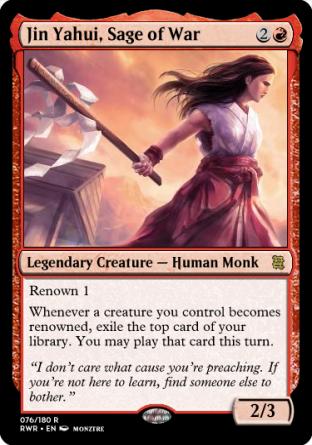 Jin Yahui, Sage of War 2
Legendary Creature — Human Monk
Renown 1
Whenever a creature you control becomes
renowned, exile the top card of your
library. You may play that card this turn.
“I don't care what cause you're preaching. If
you're not here to learn, find someone else to
bother.”
2/3
076/180 R
RWR • EN MONZTRE